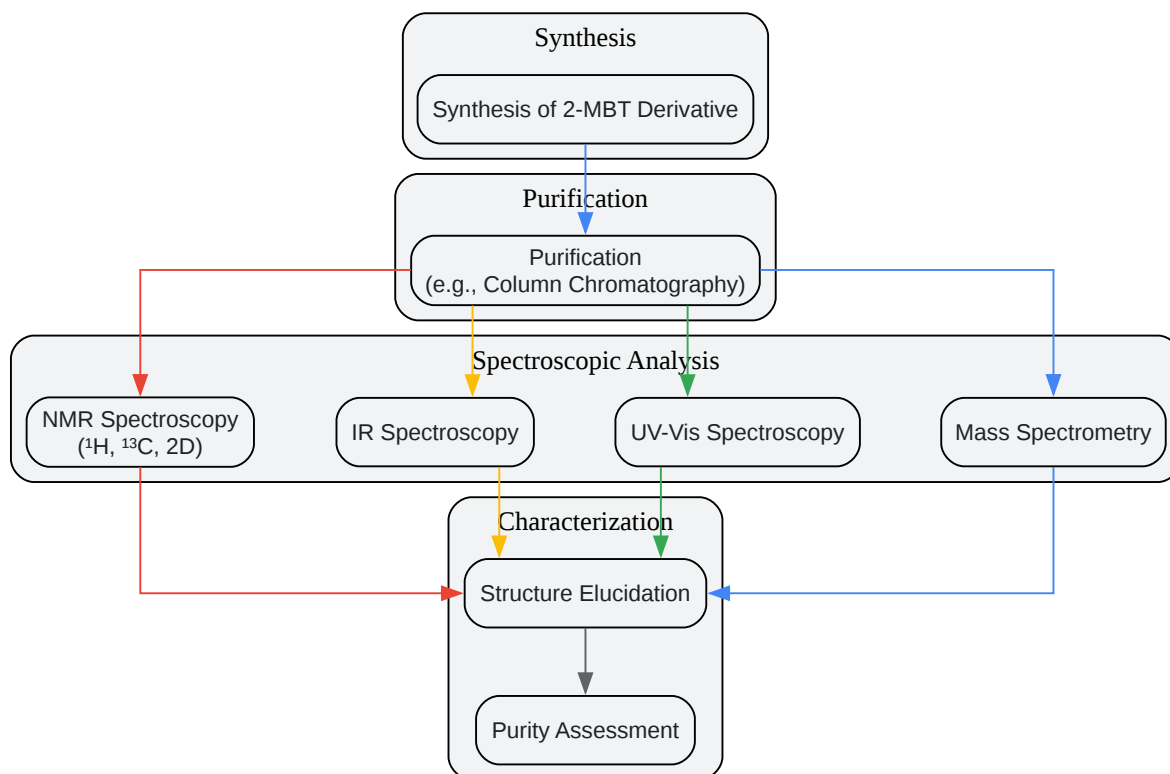 Synthesis
Synthesis of 2-MBT Derivative
Purification
Purification
(e.g., Column Chromatography)
Spectroscopic Analysis
NMR Spectroscopy
(¹H, ¹³C, 2D)
IR Spectroscopy
UV-Vis Spectroscopy
Mass Spectrometry
Characterization
Structure Elucidation
Purity Assessment